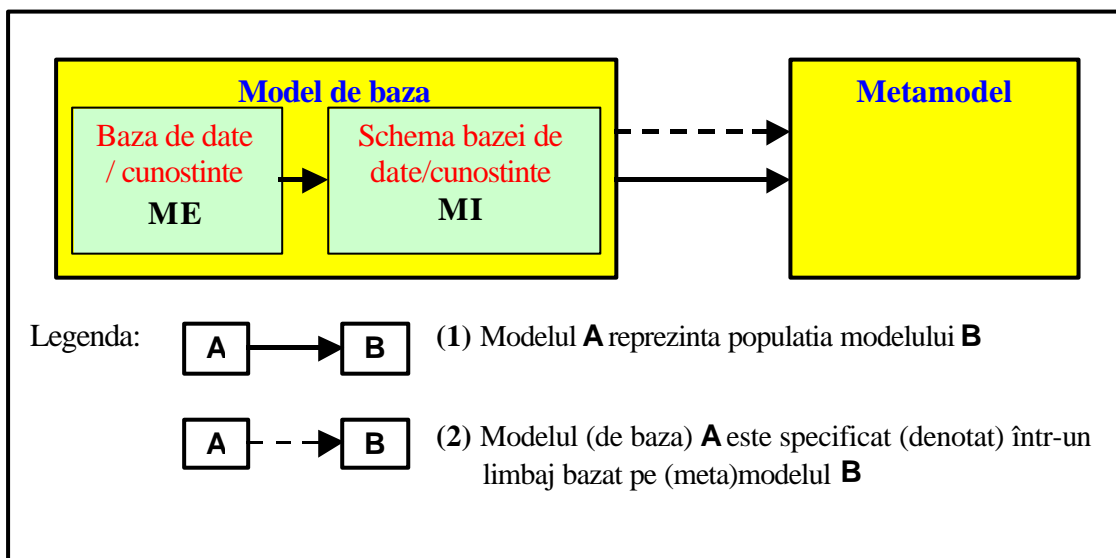 Model de baza
Metamodel
Baza de date
/ cunostinte
ME
Schema bazei de
date/cunostinte
MI
Legenda:
A B (1) Modelul A reprezinta populatia modelului B
A B (2) Modelul (de baza) A este specificat (denotat) într-un
limbaj bazat pe (meta)modelul B